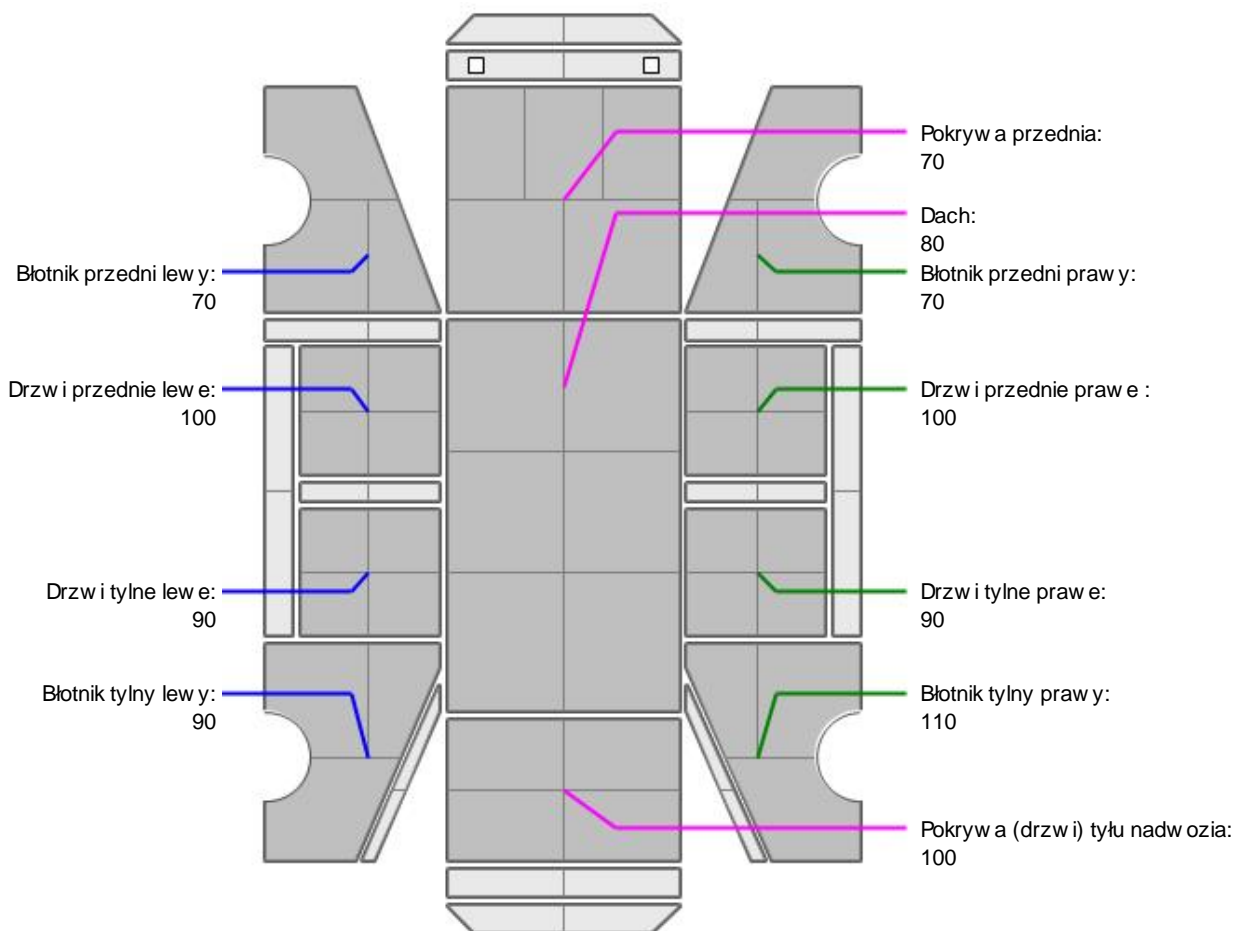 Pokrywa przednia:
70
Dach:
80
Błotnik przedni lewy:
70
Błotnik przedni prawy:
70
Drzwi przednie lewe:
100
Drzwi przednie prawe :
100
Drzwi tylne lewe:
90
Drzwi tylne prawe:
90
Błotnik tylny lewy:
90
Błotnik tylny prawy:
110
Pokrywa (drzwi) tyłu nadwozia:
100